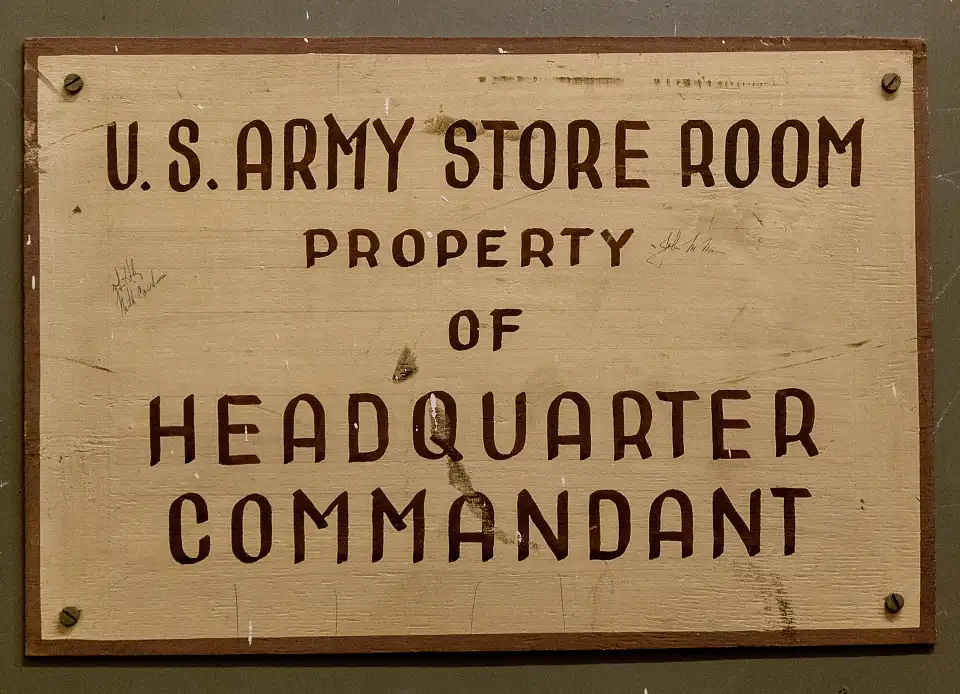 U.S. ARMY STORE ROOM
PROPERTY
OF
HEADQUARTER
COMMANDANT